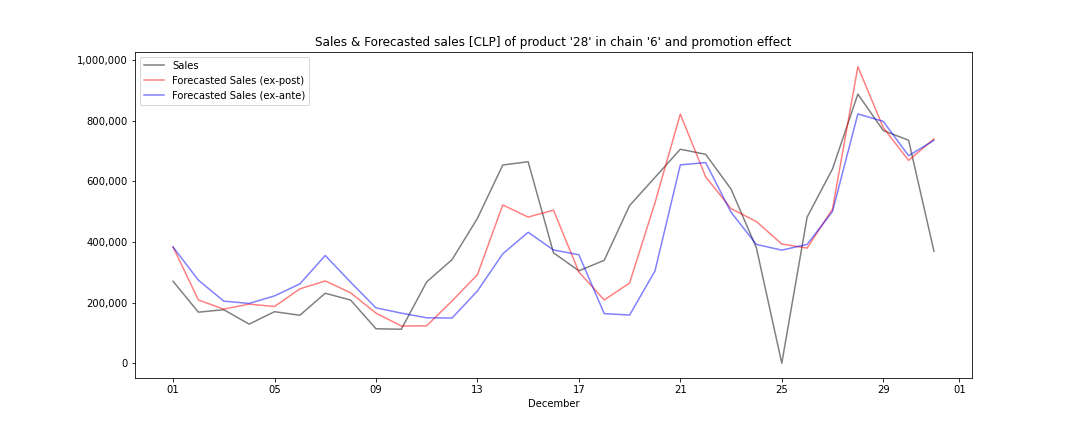 Sales & Forecasted sales [CLP] of product '28' in chain '6' and promotion effect
1,000,000
800,000
600,000
400,000
200,000
0
Sales
Forecasted Sales (ex-post)
Forecasted Sales (ex-ante)
01 05 09 13 17 21 25 29 01
December